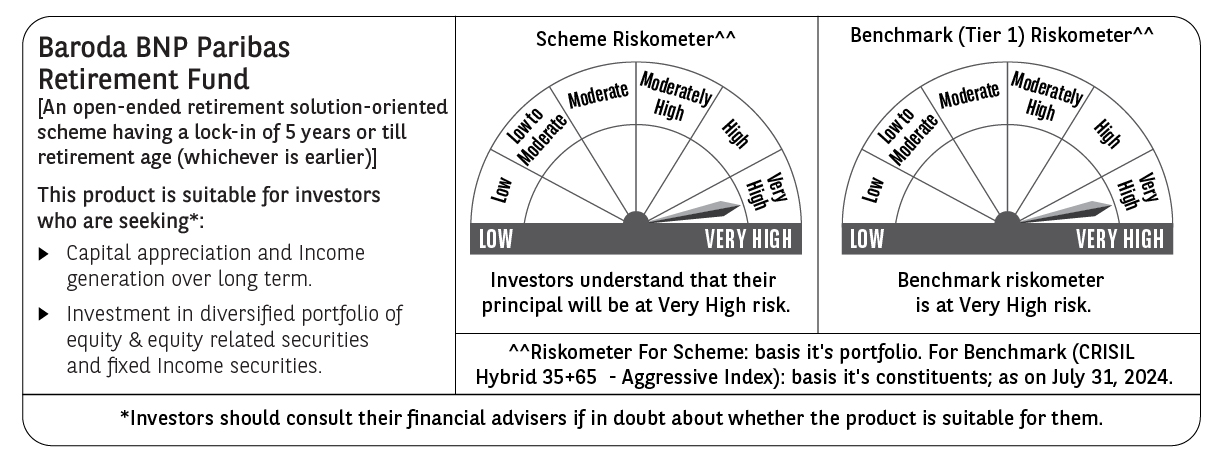 Baroda BNP Paribas
Retirement Fund
[An open-ended retirement solution-oriented
scheme having a lock-in of 5 years or till
retirement age (whichever is earlier)]
This product is suitable for investors
who are seeking*:
Capital appreciation and Income
generation over long term.
Investment in diversified portfolio of
equity & equity related securities
and fixed Income securities.
Scheme Riskometer^^
Low
Low to
Moderate
Moderate
Moderately
High
High
Very
High
LOW VERY HIGH
Investors understand that their
principal will be at Very High risk.
Benchmark (Tier 1) Riskometer^^
Low
Low to
Moderate
Moderate
Moderately
High
High
Very
High
LOW VERY HIGH
Benchmark riskometer
is at Very High risk.
^^Riskometer For Scheme: basis it's portfolio. For Benchmark (CRISIL
Hybrid 35+65 - Aggressive Index): basis it's constituents; as on July 31, 2024.
*Investors should consult their financial advisers if in doubt about whether the product is suitable for them.